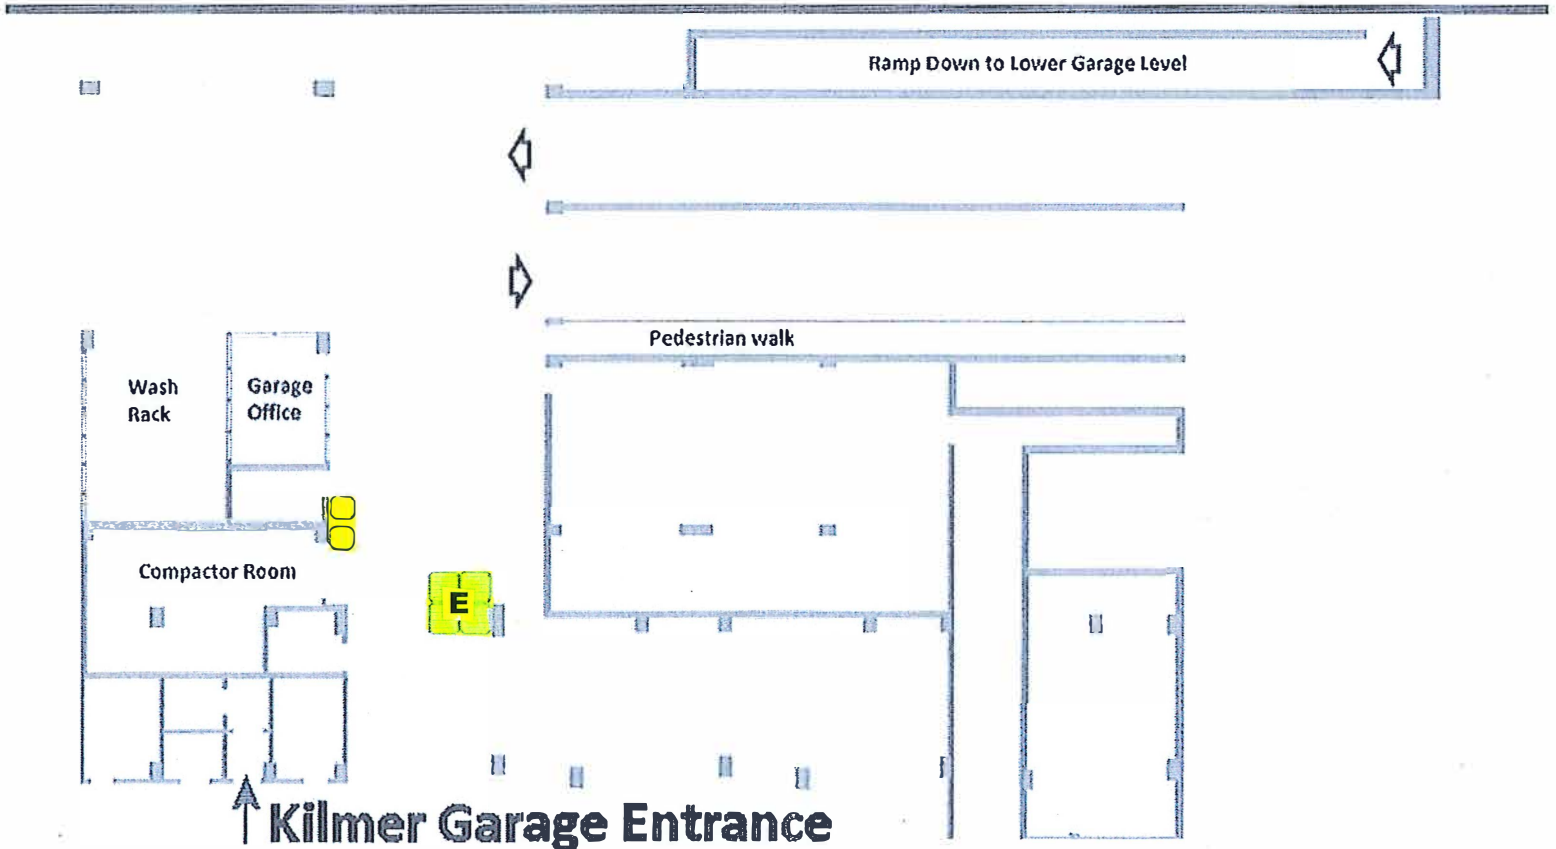 Ramp Down to Lower Garage Level
Pedestrian walk
Wash
Rack
Garage
Office
Compactor Room
E
Kilmer Garage Entrance